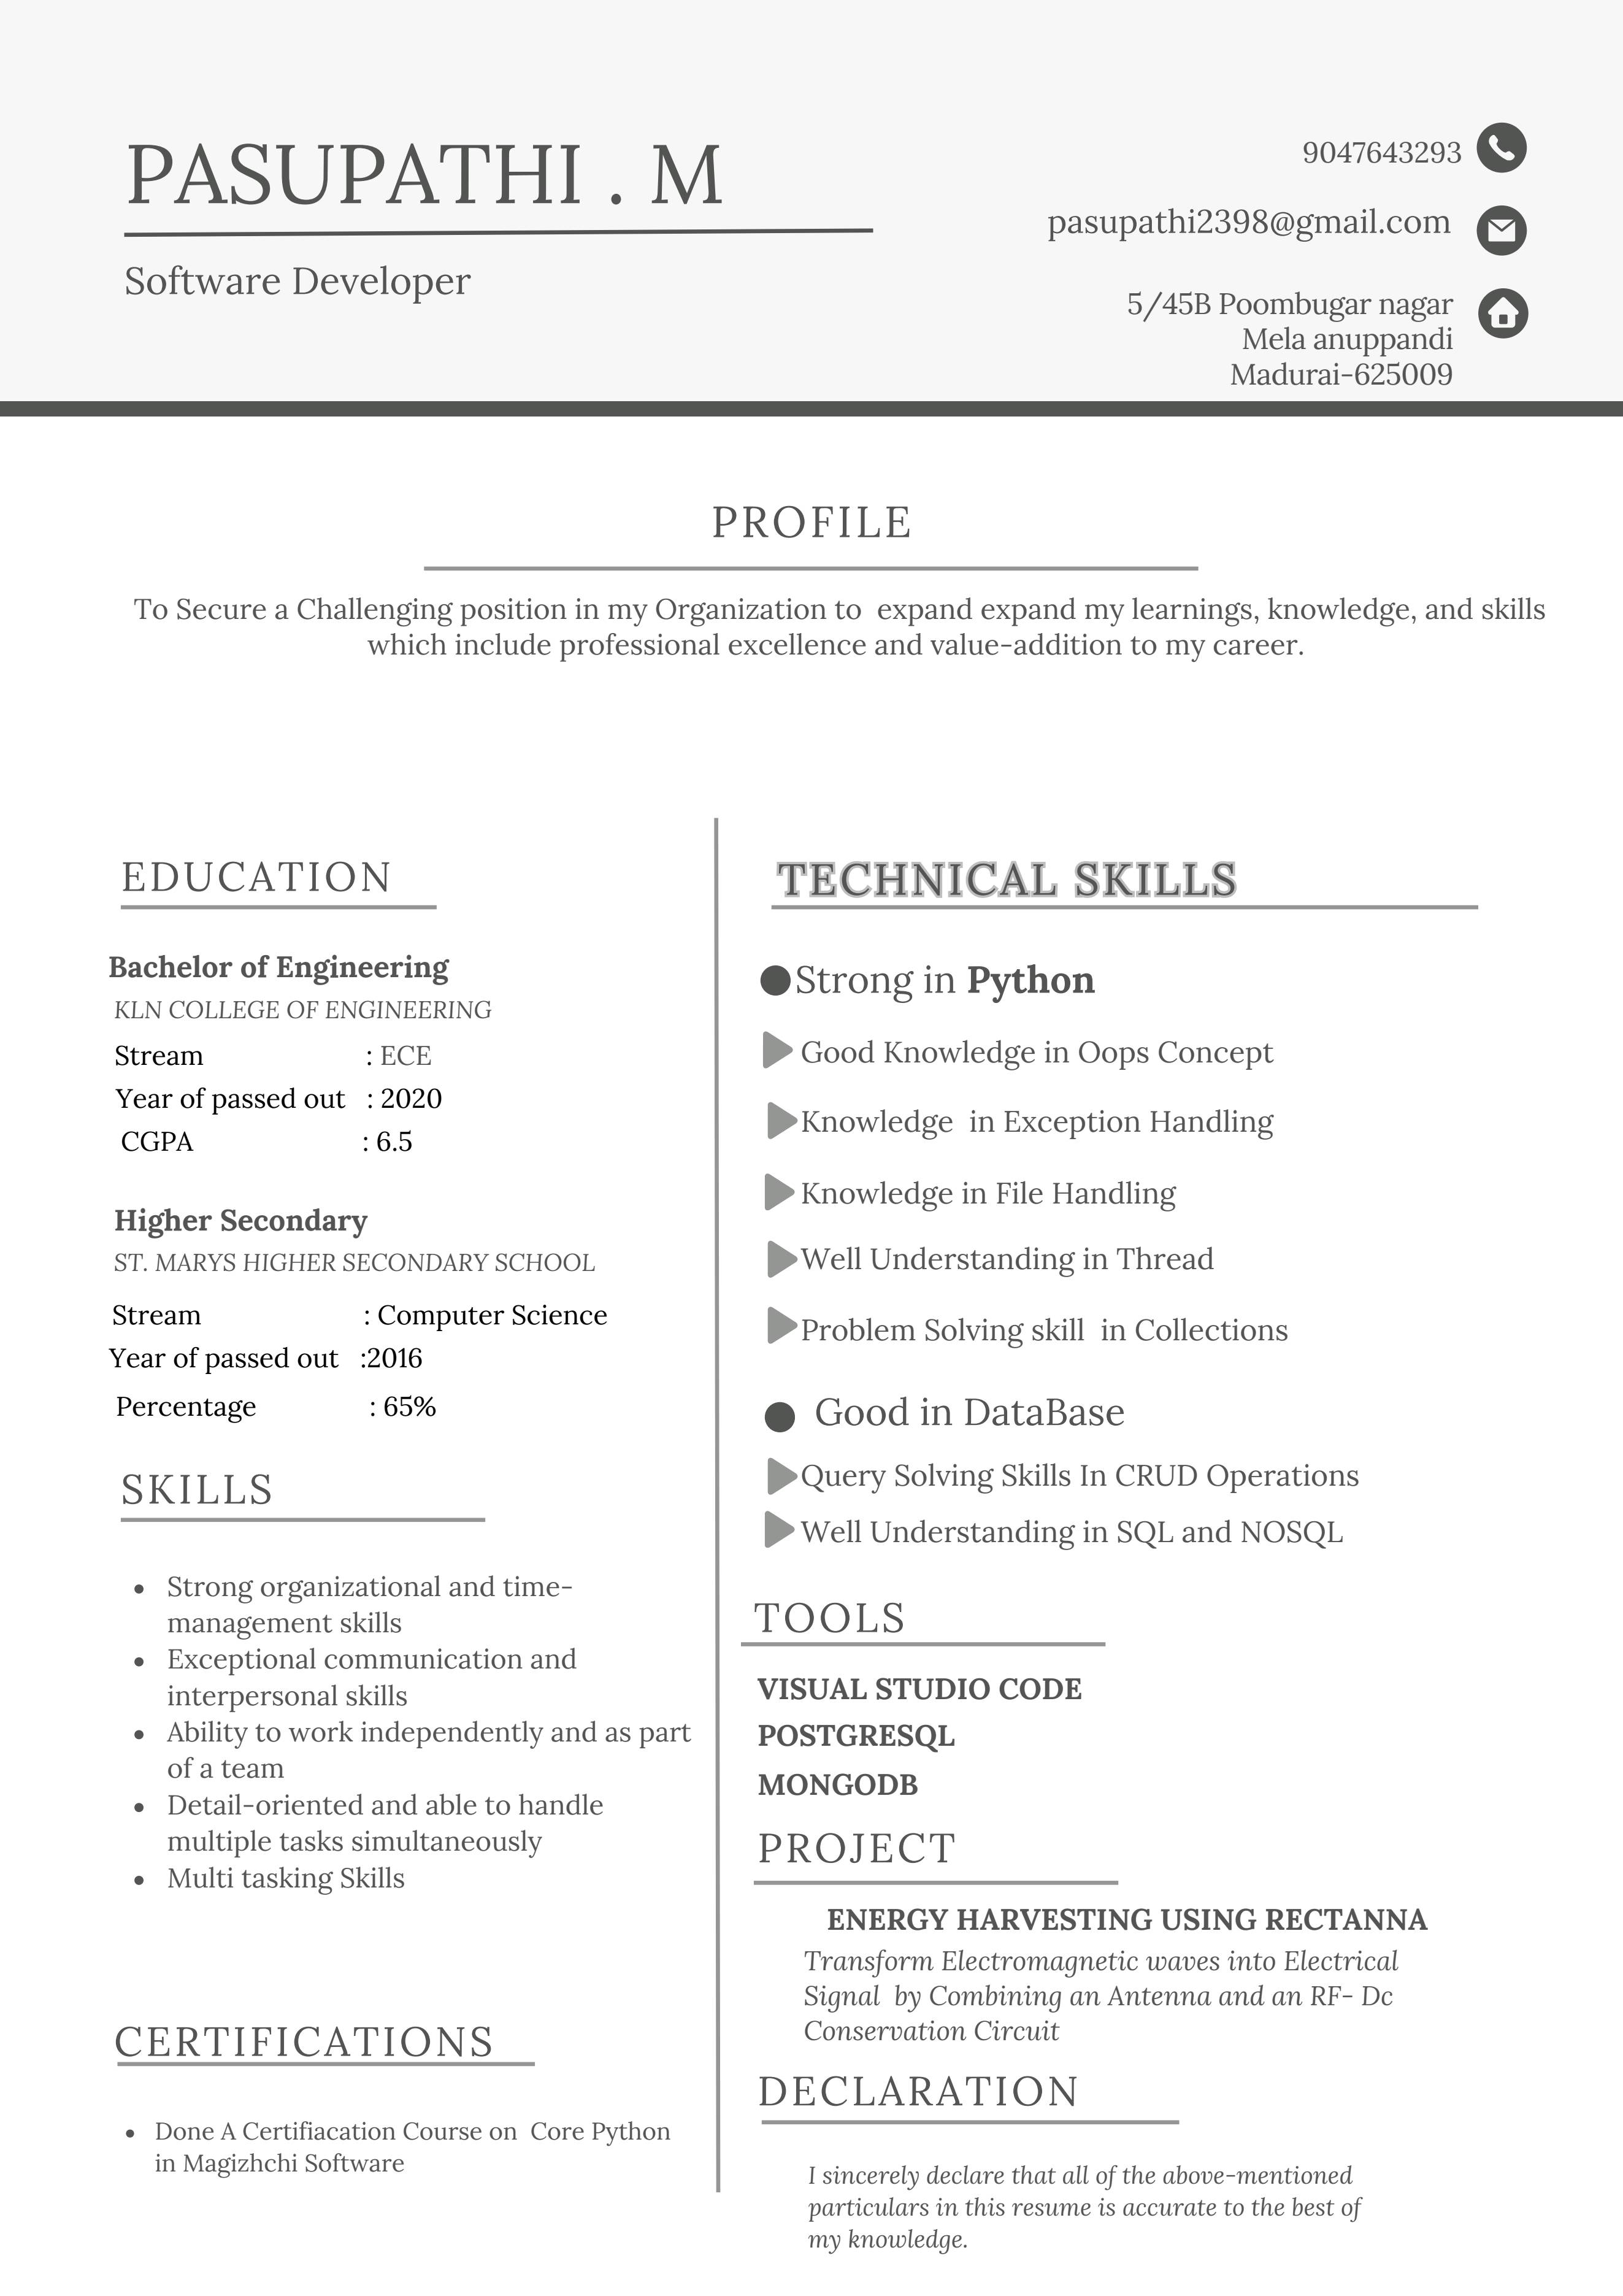 PASUPATHI . M
Software Developer
9047643293
pasupathi2398@gmail.com
5/45B Poombugar nagar
Mela anuppandi
Madurai-625009
PROFILE
To Secure a Challenging position in my Organization to  expand expand my learnings, knowledge, and skills
which include professional excellence and value-addition to my career.
EDUCATION
Bachelor of Engineering
KLN COLLEGE OF ENGINEERING
Stream : ECE
Year of passed out : 2020
CGPA : 6.5
Higher Secondary
ST. MARYS HIGHER SECONDARY SCHOOL
Stream : Computer Science
Year of passed out :2016
Percentage : 65%
SKILLS
• Strong organizational and time-
management skills
• Exceptional communication and
interpersonal skills
• Ability to work independently and as part
of a team
• Detail-oriented and able to handle
multiple tasks simultaneously
• Multi tasking Skills
CERTIFICATIONS
• Done A Certifiacation Course on  Core Python
in Magizhchi Software
TECHNICAL SKILLS
Strong in Python
Good Knowledge in Oops Concept
Knowledge  in Exception Handling
Knowledge in File Handling
Well Understanding in Thread
Problem Solving skill  in Collections
Good in DataBase
Query Solving Skills In CRUD Operations
Well Understanding in SQL and NOSQL
TOOLS
VISUAL STUDIO CODE
POSTGRESQL
MONGODB
PROJECT
ENERGY HARVESTING USING RECTANNA
Transform Electromagnetic waves into Electrical
Signal  by Combining an Antenna and an RF- Dc
Conservation Circuit
DECLARATION
I sincerely declare that all of the above-mentioned
particulars in this resume is accurate to the best of
my knowledge.